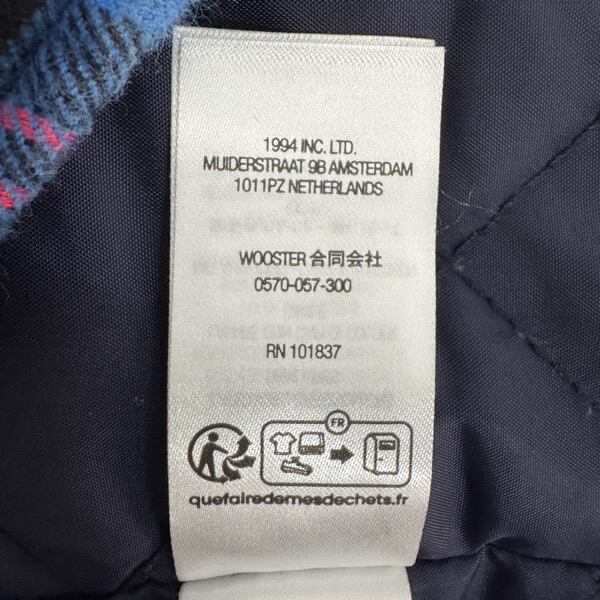 1994 INC. LTD.
MUIDERSTRAAT 9B AMSTERDAM
1011PZ NETHERLANDS
WOOSTER 合同会社
0570-057-300
RN 101837
FR
quefairedemesdechets.fr